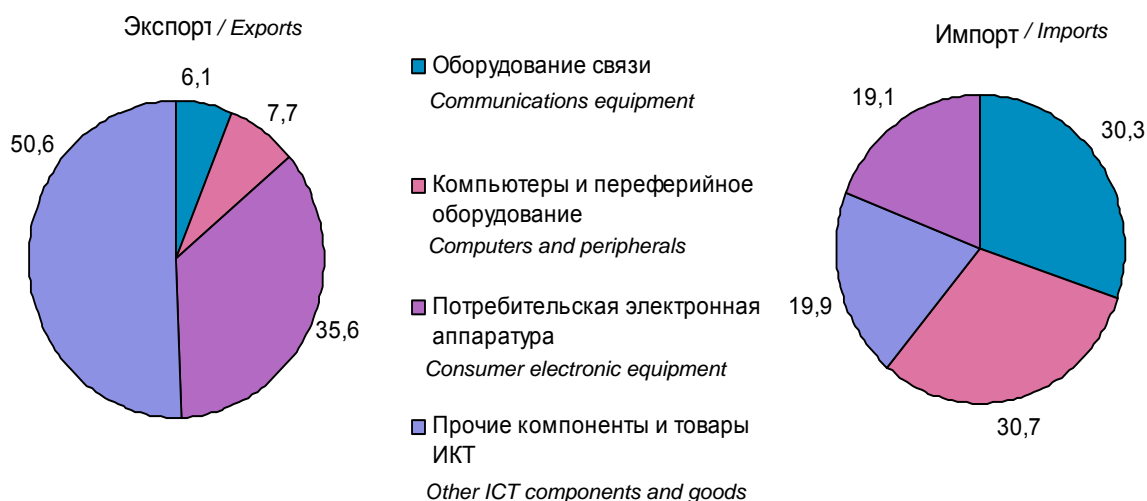 Экспорт / Exports
6,1
7,7
50,6
35,6
Оборудование связи
Communications equipment
Компьютеры и переферийное
оборудование
Computers and peripherals
Потребительская электронная
аппаратура
Consumer electronic equipment
Прочие компоненты и товары
ИКТ
Other ICT components and goods
Импорт / Imports
19,1
30,3
19,9
30,7